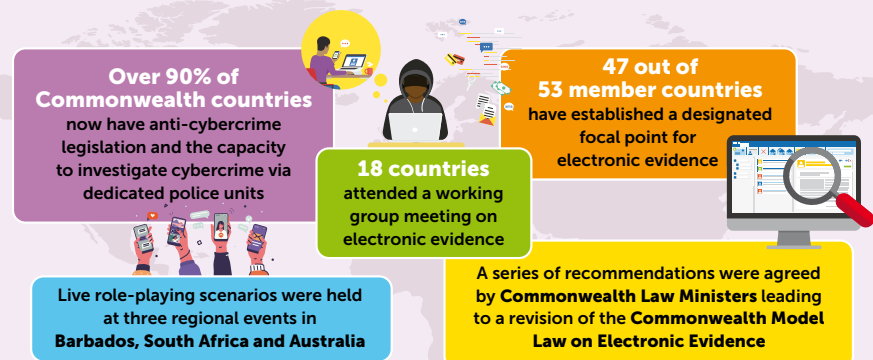 Over 90% of
Commonwealth countries
now have anti-cybercrime
legislation and the capacity
to investigate cybercrime via
dedicated police units
47 out of
53 member countries
have established a designated
focal point for
electronic evidence
18 countries
attended a working
group meeting on
electronic evidence
Live role-playing scenarios were held
at three regional events in
Barbados, South Africa and Australia
A series of recommendations were agreed
by Commonwealth Law Ministers leading
to a revision of the Commonwealth Model
Law on Electronic Evidence